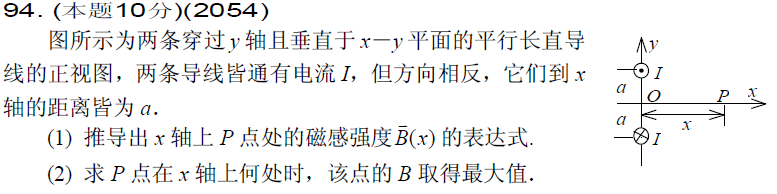 94. (本题10分)(2054)
图所示为两条穿过 y 轴且垂直于 x－y 平面的平行长直导
线的正视图，两条导线皆通有电流 I，但方向相反，它们到 x
轴的距离皆为 a．
(1) 推导出 x 轴上 P 点处的磁感强度 B̄(x) 的表达式.
(2) 求 P 点在 x 轴上何处时，该点的 B 取得最大值．
y
I
a
O P x
a
x
I